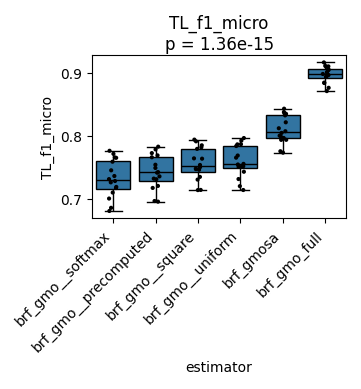 TL_f1_micro
p = 1.36e-15
TL_f1_micro
0.9
0.8
0.7
brf_gmo__softmax
brf_gmo__precomputed
brf_gmo__square
brf_gmo__uniform
brf_gmosa
brf_gmo_full
estimator